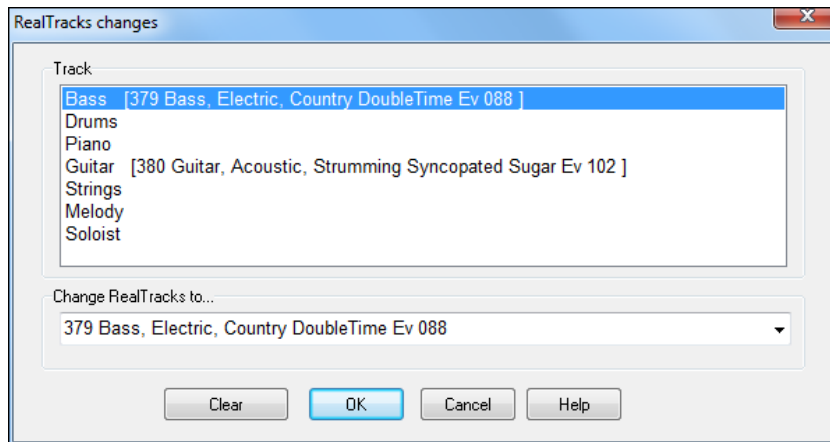 RealTracks changes
Track
Bass [379 Bass, Electric, Country DoubleTime Ev 088 ]
Drums
Piano
Guitar [380 Guitar, Acoustic, Strumming Syncopated Sugar Ev 102 ]
Strings
Melody
Soloist
Change RealTracks to...
379 Bass, Electric, Country DoubleTime Ev 088
Clear OK Cancel Help